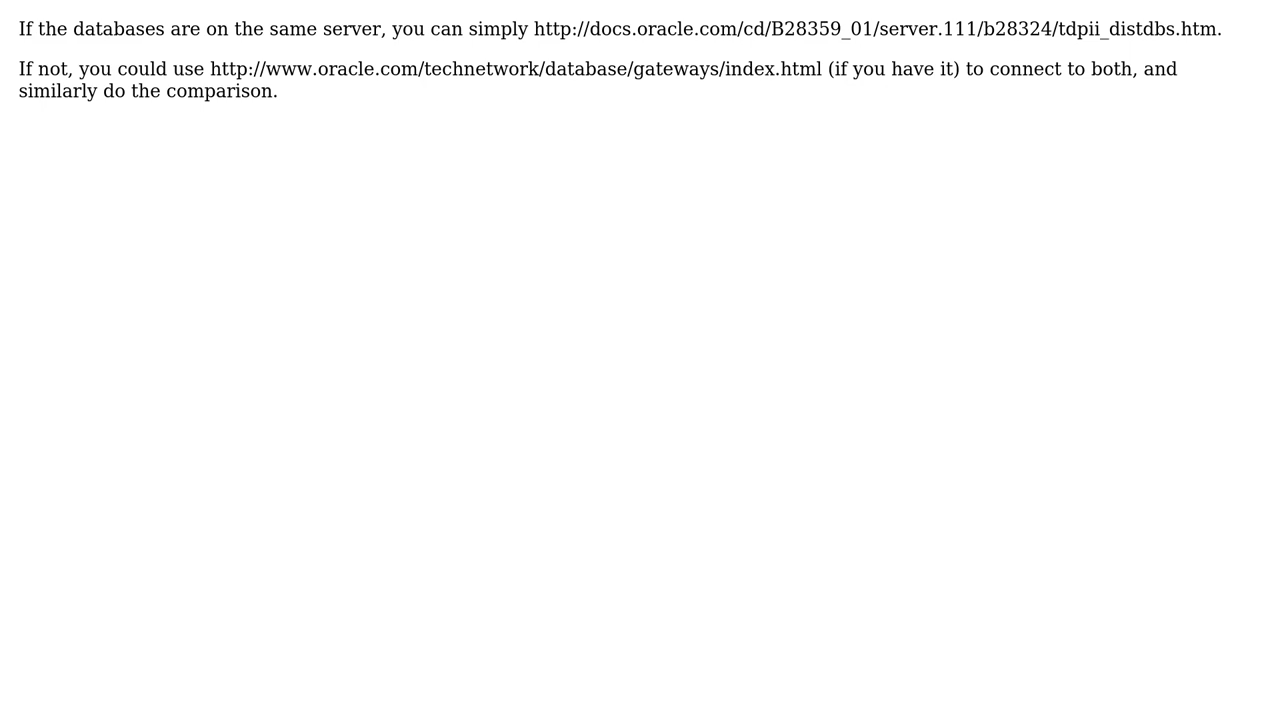 If the databases are on the same server, you can simply http://docs.oracle.com/cd/B28359_01/server.111/b28324/tdpii_distdbs.htm.
If not, you could use http://www.oracle.com/technetwork/database/gateways/index.html (if you have it) to connect to both, and
similarly do the comparison.